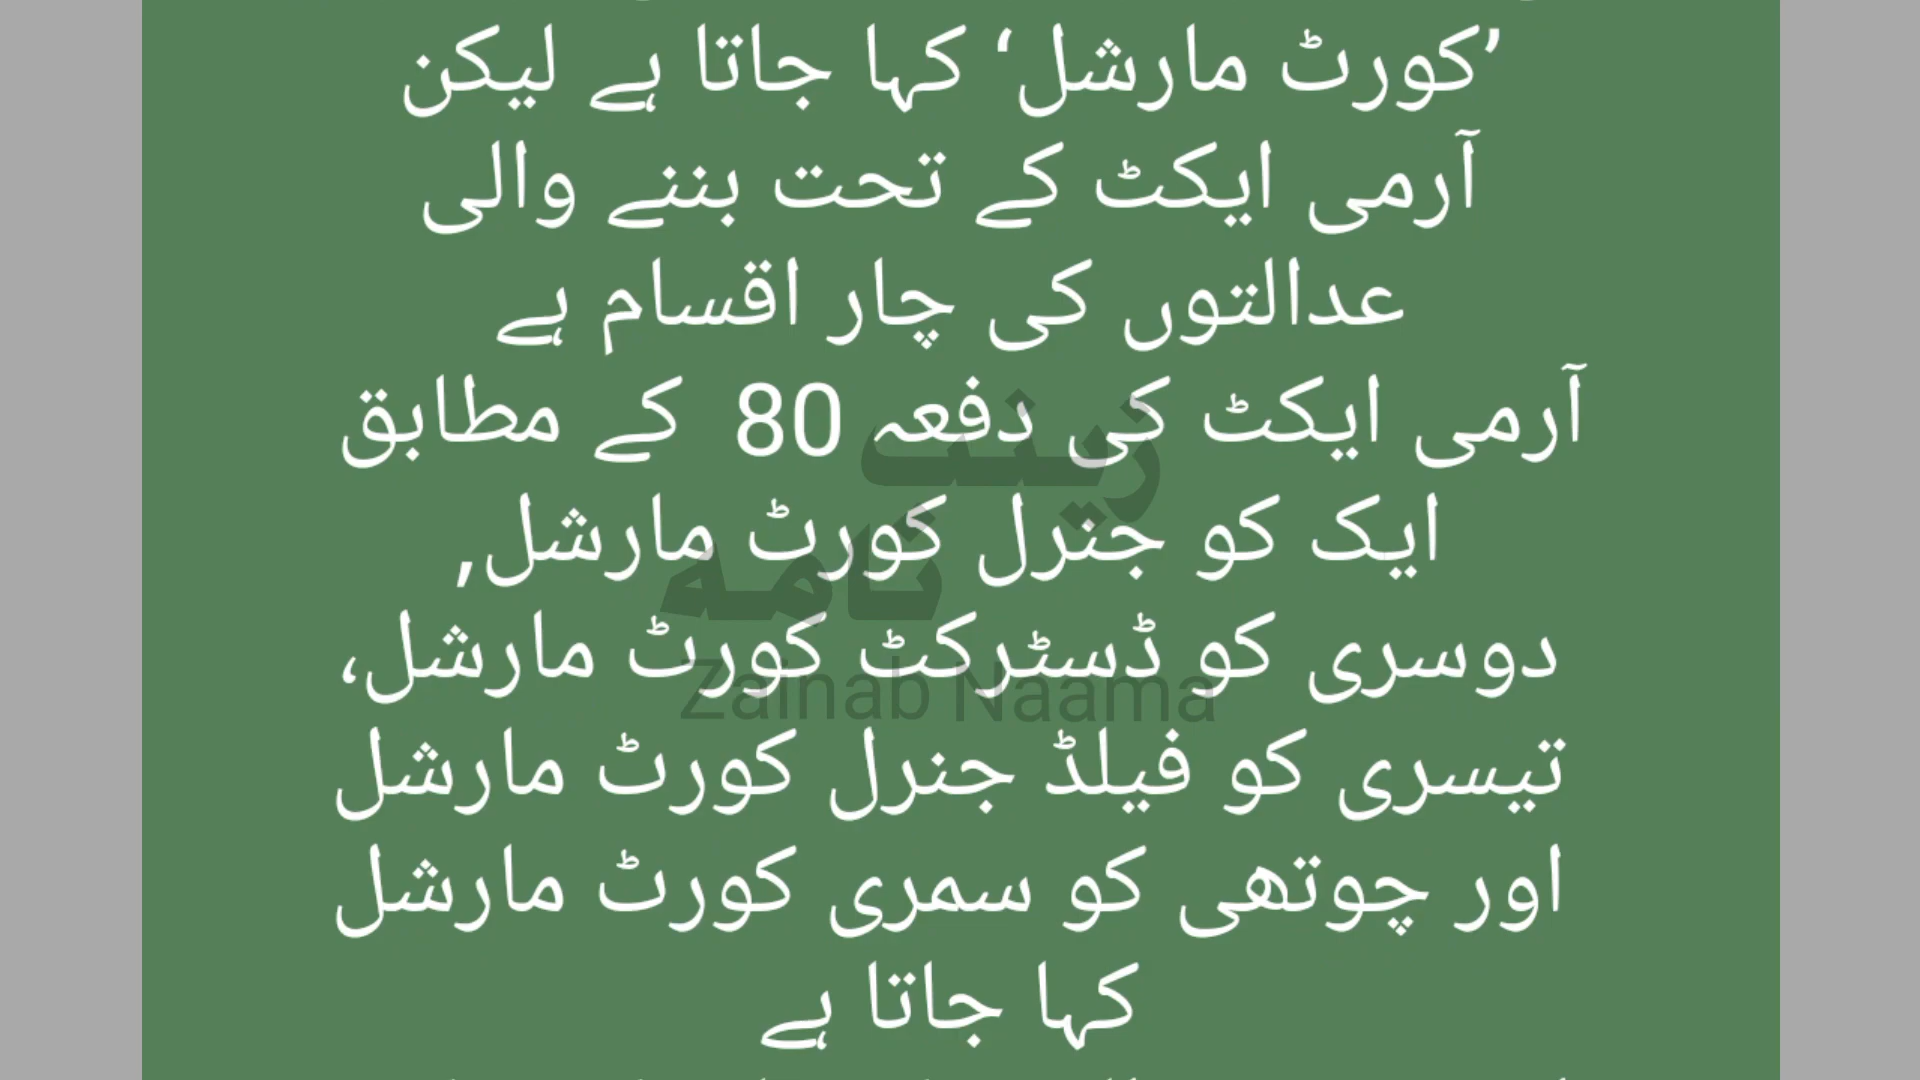 ’کورٹ مارشل‘ کہا جاتا ہے لیکن
آرمی ایکٹ کے تحت بننے والی
عدالتوں کی چار اقسام ہے
آرمی ایکٹ کی دفعہ 80 کے مطابق
ایک کو جنرل کورٹ مارشل,
دوسری کو ڈسٹرکٹ کورٹ مارشل،
تیسری کو فیلڈ جنرل کورٹ مارشل
اور چوتھی کو سمری کورٹ مارشل
کہا جاتا ہے
زینب
نامہ
Zainab Naama